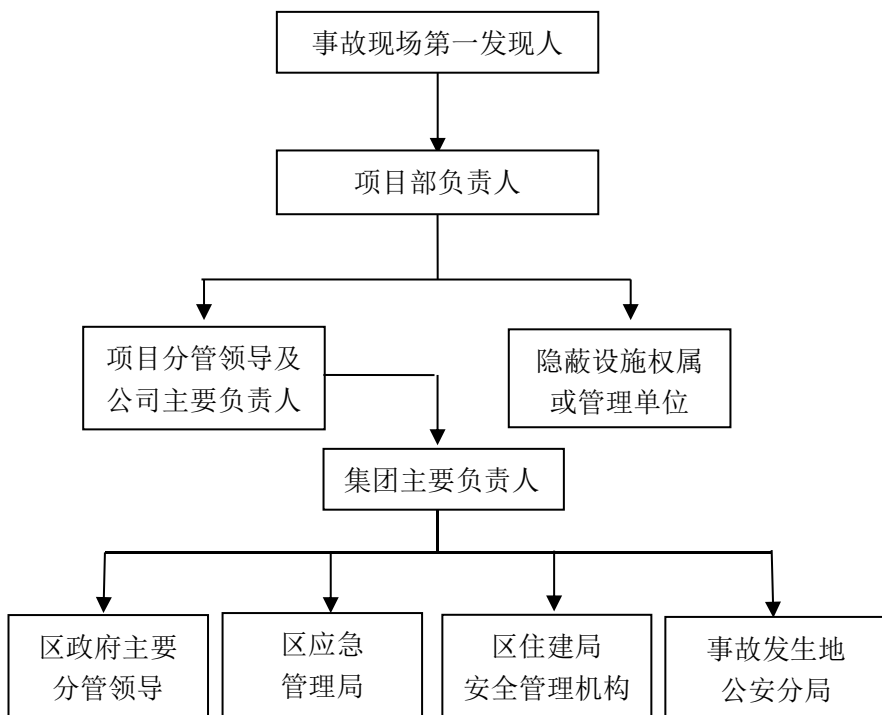 事故现场第一发现人
项目部负责人
项目分管领导及
公司主要负责人
隐蔽设施权属
或管理单位
集团主要负责人
区政府主要
分管领导
区应急
管理局
区住建局
安全管理机构
事故发生地
公安分局